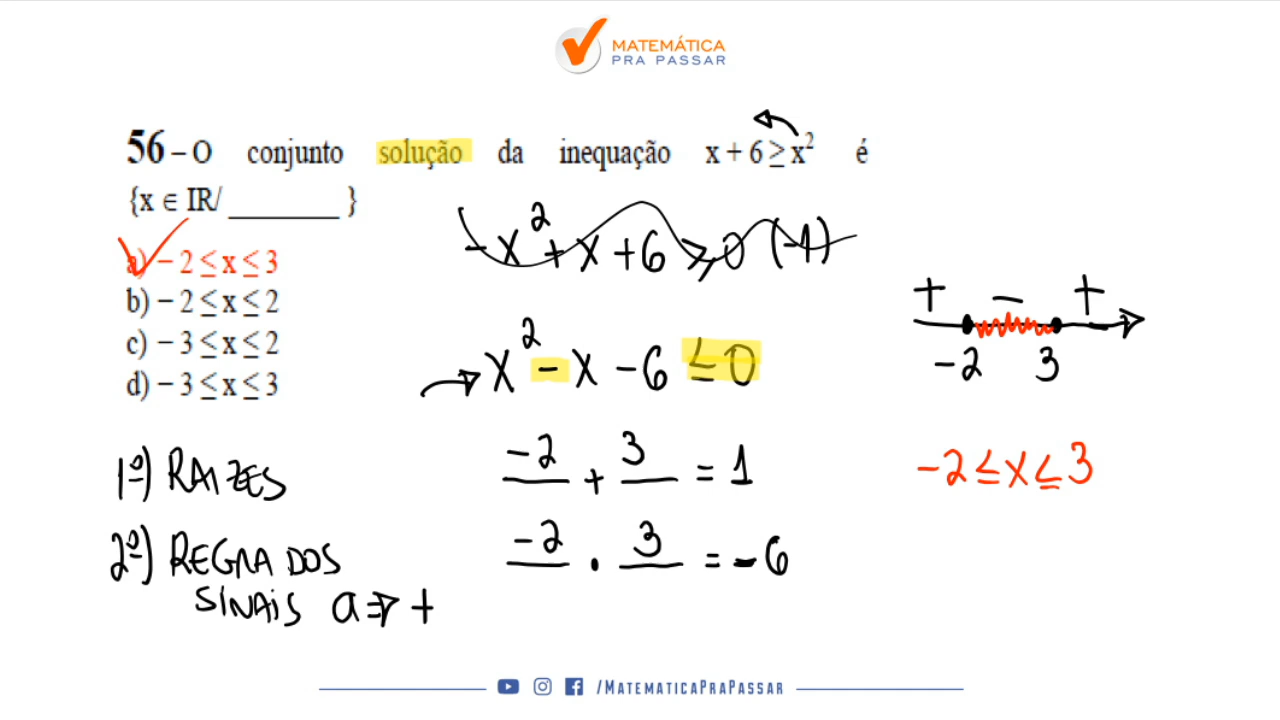 MATEMÁTICA
PRA PASSAR
56 – O conjunto solução da inequação x + 6 ≥ x² é
{x ∈ IR/ ________ }
a) – 2 ≤ x ≤ 3
b) – 2 ≤ x ≤ 2
c) – 3 ≤ x ≤ 2
d) – 3 ≤ x ≤ 3
-x² + x + 6 ≥ 0 (-1)
x² - x - 6 ≤ 0
+ - +
-2 3
-2 ≤ x ≤ 3
1º) RAIZES
-2 + 3 = 1
2º) REGRA DOS
SINAIS a ⇒ +
-2 . 3 = -6
/MATEMATICAPRAPASSAR